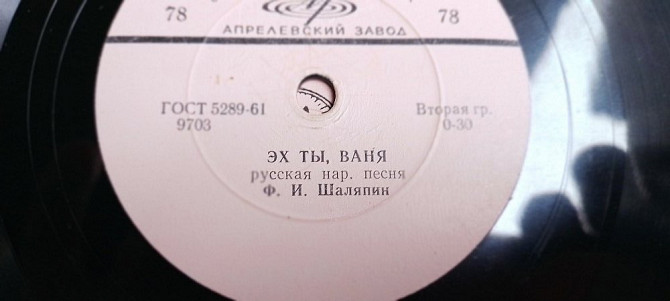 78 78
АПРЕЛЕВСКИЙ ЗАВОД
ГОСТ 5289-61 Вторая гр.
9703 0-30
ЭХ ТЫ, ВАНЯ
русская нар. песня
Ф. И. Шаляпин